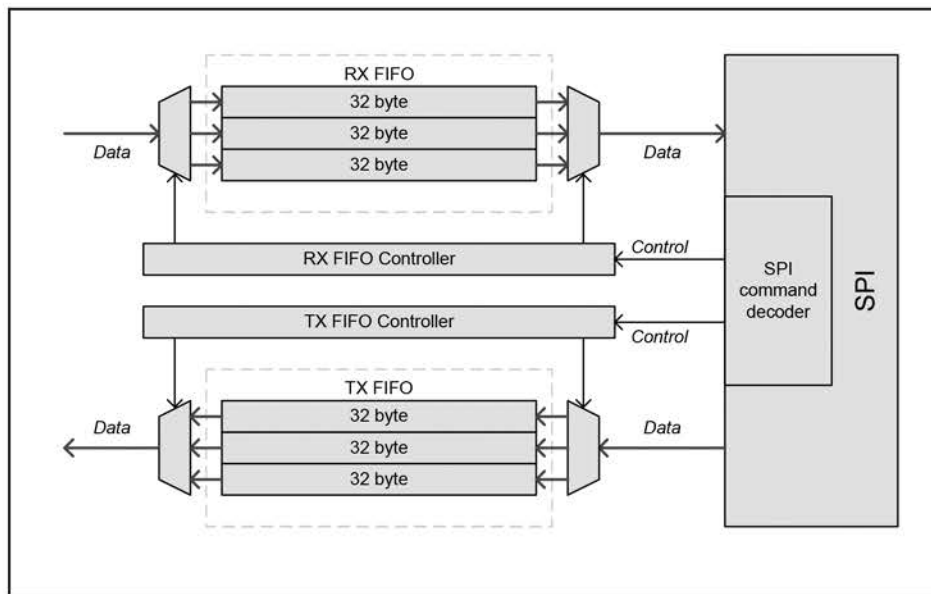 RX FIFO
32 byte
32 byte
32 byte
Data
Data
RX FIFO Controller
Control
SPI
command
decoder
SPI
TX FIFO Controller
Control
TX FIFO
32 byte
32 byte
32 byte
Data
Data